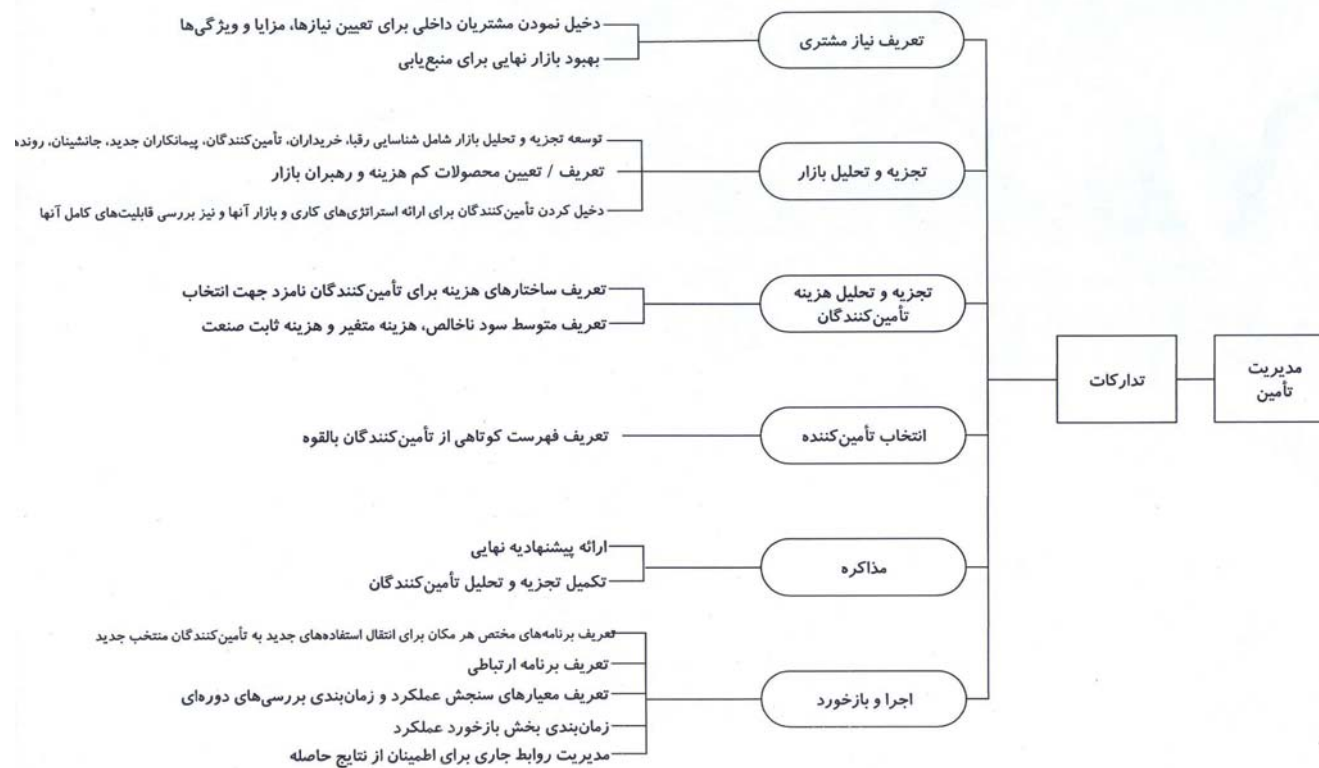 مدیریت
تأمین
تدارکات
تعریف نیاز مشتری
دخیل نمودن مشتریان داخلی برای تعیین نیازها، مزایا و ویژگی‌ها
بهبود بازار نهایی برای منبع‌یابی
تجزیه و تحلیل بازار
توسعه تجزیه و تحلیل بازار شامل شناسایی رقبا، خریداران، تأمین‌کنندگان، پیمانکاران جدید، جانشینان،
تعریف / تعیین محصولات کم هزینه و رهبران بازار
دخیل کردن تأمین‌کنندگان برای ارائه استراتژی‌های کاری و بازار آنها و نیز بررسی قابلیت‌های کامل آنها
تجزیه و تحلیل هزینه
تأمین‌کنندگان
تعریف ساختارهای هزینه برای تأمین‌کنندگان نامزد جهت انتخاب
تعریف متوسط سود ناخالص، هزینه متغیر و هزینه ثابت صنعت
انتخاب تأمین‌کننده
تعریف فهرست کوتاهی از تأمین‌کنندگان بالقوه
مذاکره
ارائه پیشنهادیه نهایی
تکمیل تجزیه و تحلیل تأمین‌کنندگان
اجرا و بازخورد
تعریف برنامه‌های مختص هر مکان برای انتقال استفاده‌های جدید به تأمین‌کنندگان منتخب جدید
تعریف برنامه ارتباطی
تعریف معیارهای سنجش عملکرد و زمان‌بندی بررسی‌های دوره‌ای
زمان‌بندی بخش بازخورد عملکرد
مدیریت روابط جاری برای اطمینان از نتایج حاصله